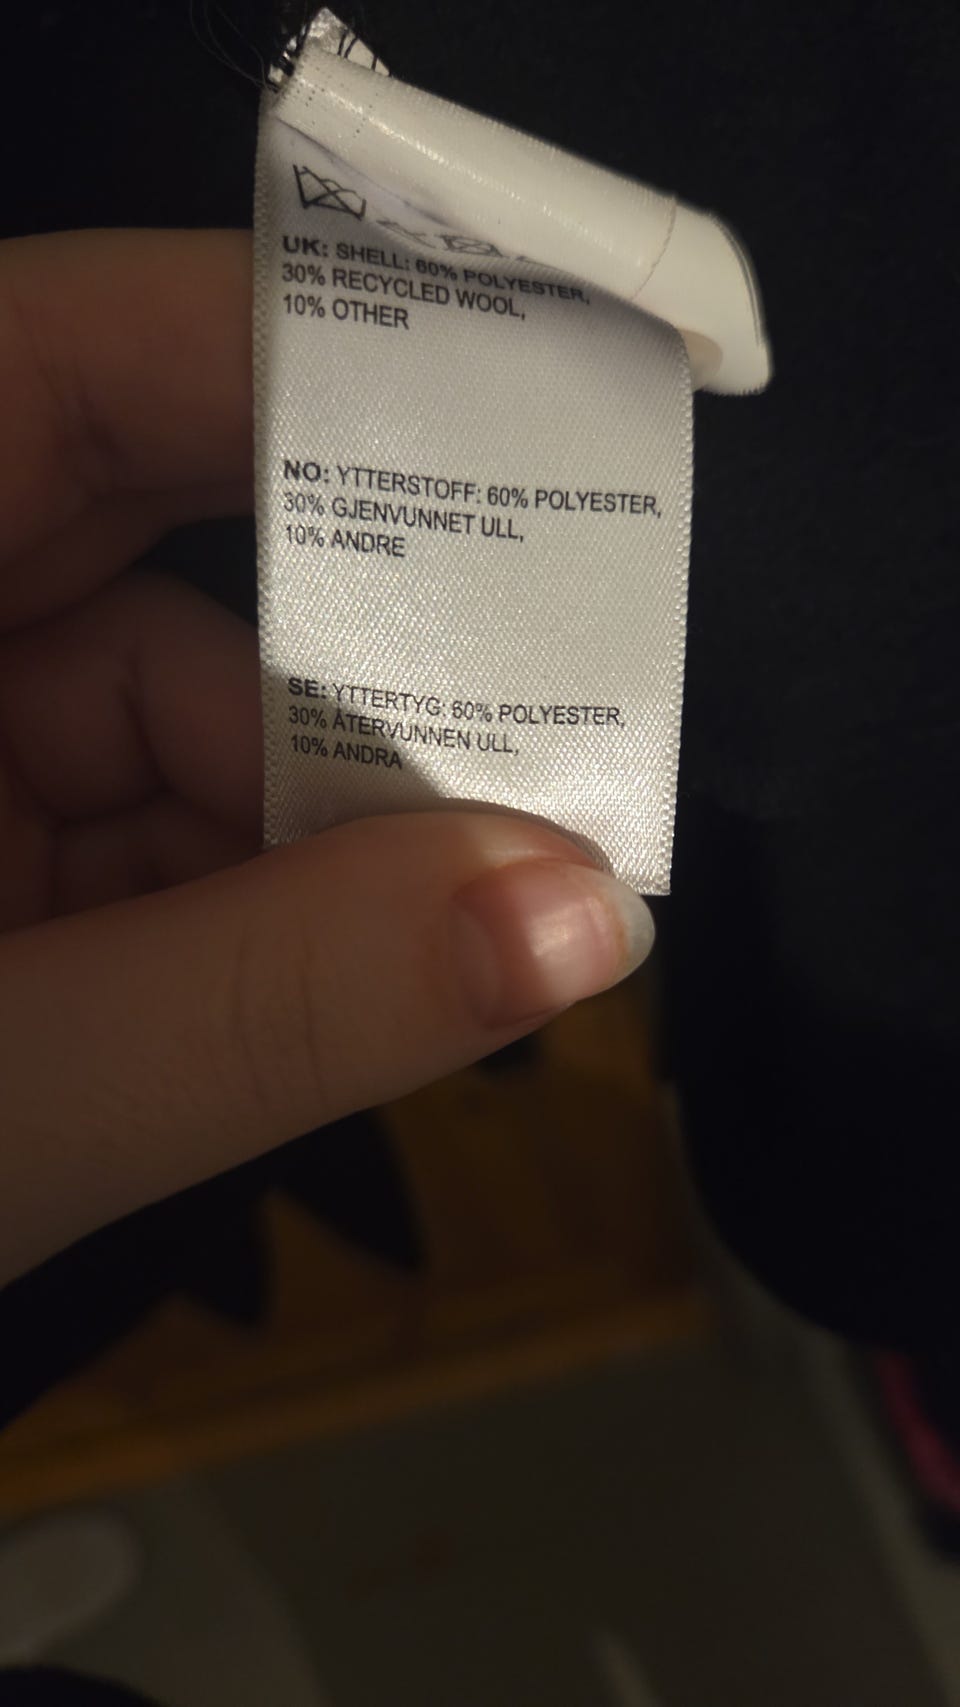 UK: SHELL: 60% POLYESTER,
30% RECYCLED WOOL,
10% OTHER
NO: YTTERSTOFF: 60% POLYESTER,
30% GJENVUNNET ULL,
10% ANDRE
SE: YTTERTYG: 60% POLYESTER,
30% ÅTERVUNNEN ULL,
10% ANDRA